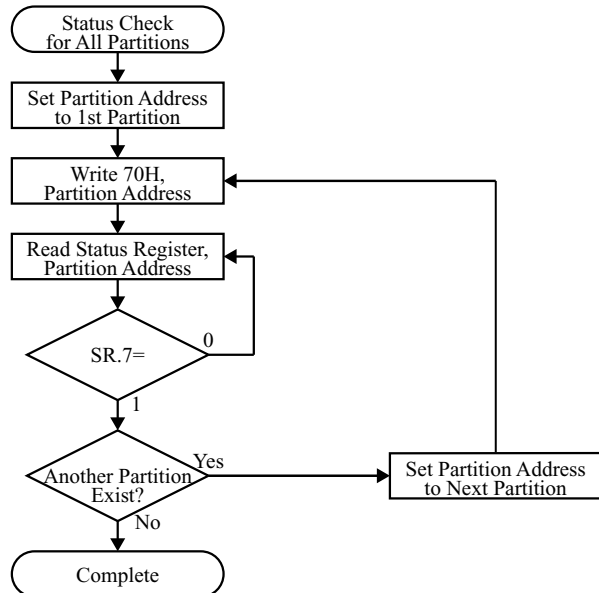 Status Check
for All Partitions
Set Partition Address
to 1st Partition
Write 70H,
Partition Address
Read Status Register,
Partition Address
SR.7=
0
1
Another Partition
Exist?
Yes
Set Partition Address
to Next Partition
No
Complete